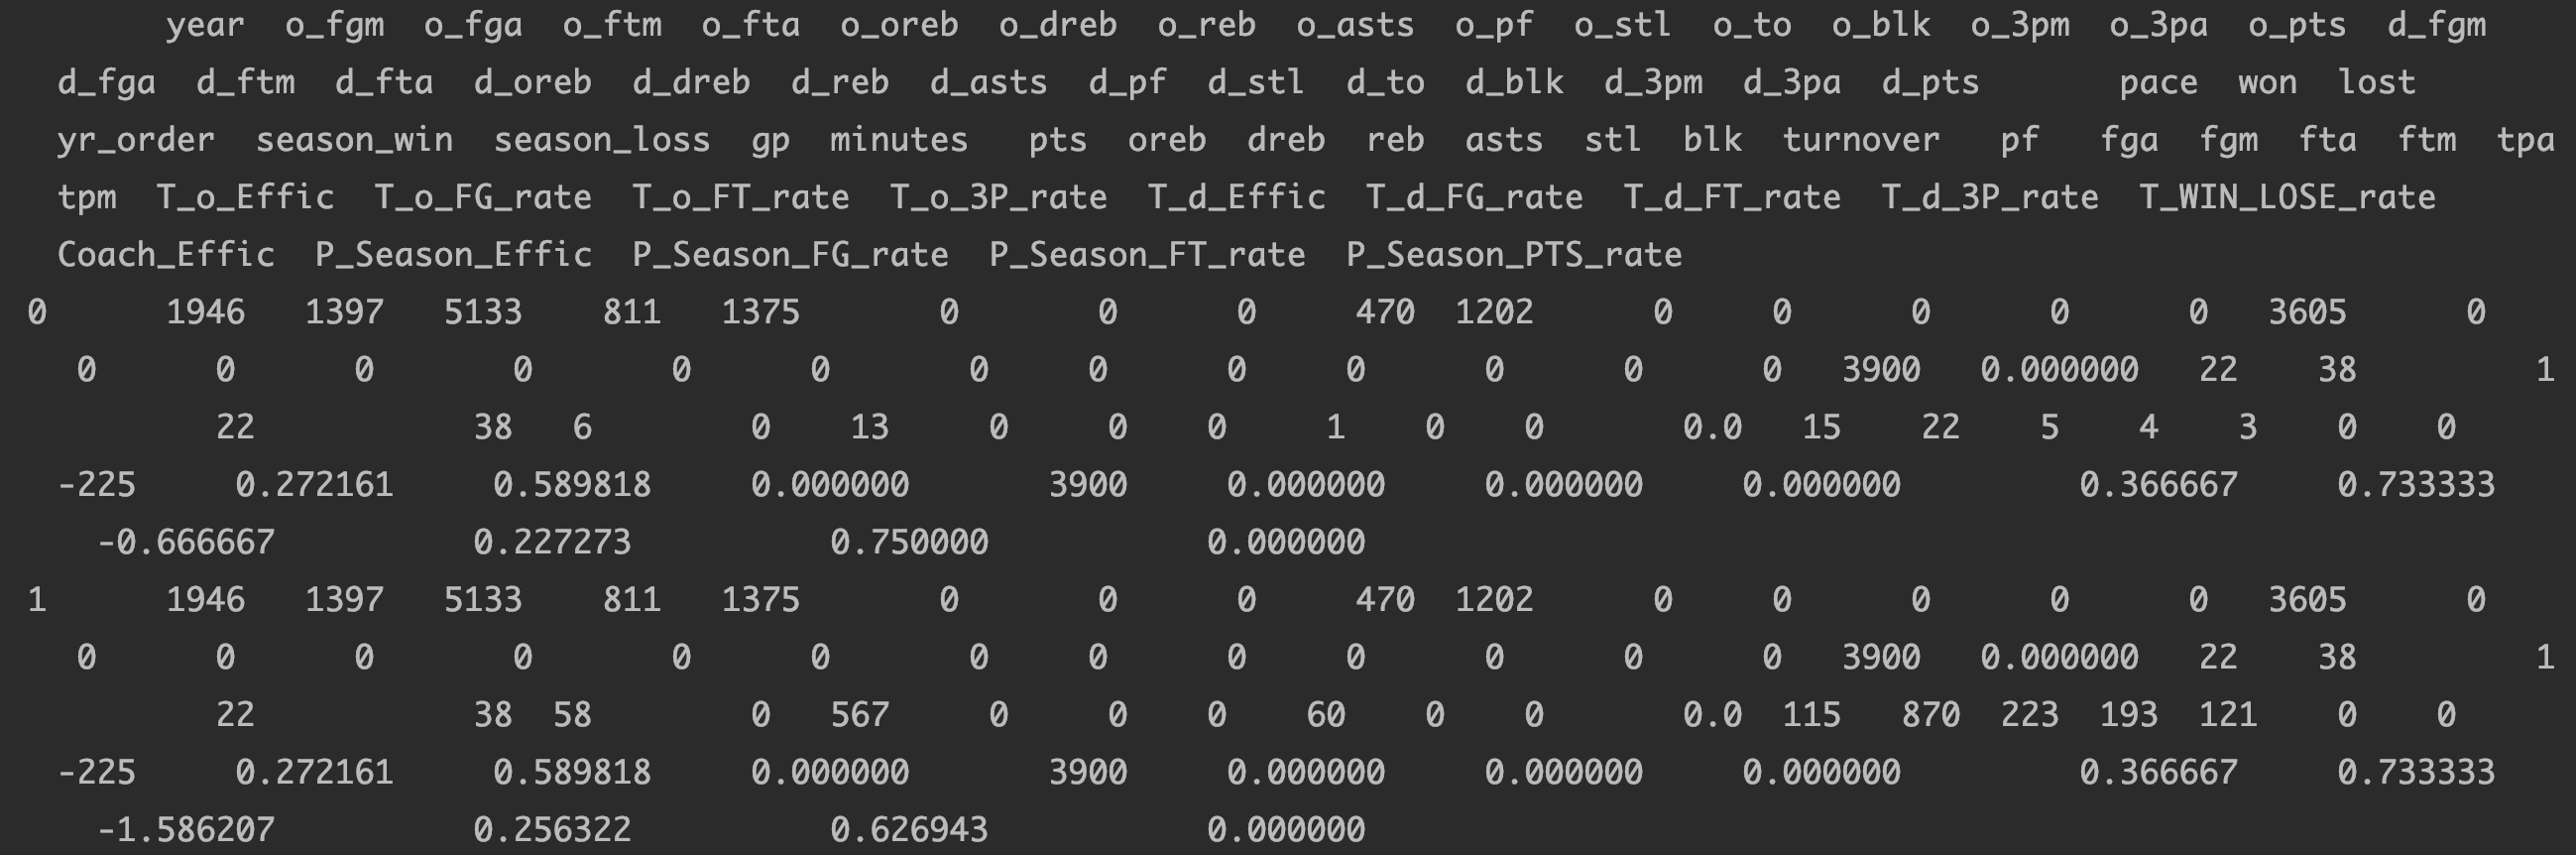 year o_fgm o_fga o_ftm o_fta o_oreb o_dreb o_reb o_asts o_pf o_stl o_to o_blk o_3pm o_3pa o_pts d_fgm
d_fga d_ftm d_fta d_oreb d_dreb d_reb d_asts d_pf d_stl d_to d_blk d_3pm d_3pa d_pts pace won lost
yr_order season_win season_loss gp minutes pts oreb dreb reb asts stl blk turnover pf fga fgm fta ftm tpa
tpm T_o_Effic T_o_FG_rate T_o_FT_rate T_o_3P_rate T_d_Effic T_d_FG_rate T_d_FT_rate T_d_3P_rate T_WIN_LOSE_rate
Coach_Effic P_Season_Effic P_Season_FG_rate P_Season_FT_rate P_Season_PTS_rate
0 1946 1397 5133 811 1375 0 0 0 470 1202 0 0 0 0 0 3605 0
0 0 0 0 0 0 0 0 0 0 0 0 0 3900 0.000000 22 38 1
22 38 6 0 13 0 0 0 1 0 0 0.0 15 22 5 4 3 0 0
-225 0.272161 0.589818 0.000000 3900 0.000000 0.000000 0.000000 0.366667 0.733333
-0.666667 0.227273 0.750000 0.000000
1 1946 1397 5133 811 1375 0 0 0 470 1202 0 0 0 0 0 3605 0
0 0 0 0 0 0 0 0 0 0 0 0 0 3900 0.000000 22 38 1
22 38 58 0 567 0 0 0 60 0 0 0.0 115 870 223 193 121 0 0
-225 0.272161 0.589818 0.000000 3900 0.000000 0.000000 0.000000 0.366667 0.733333
-1.586207 0.256322 0.626943 0.000000